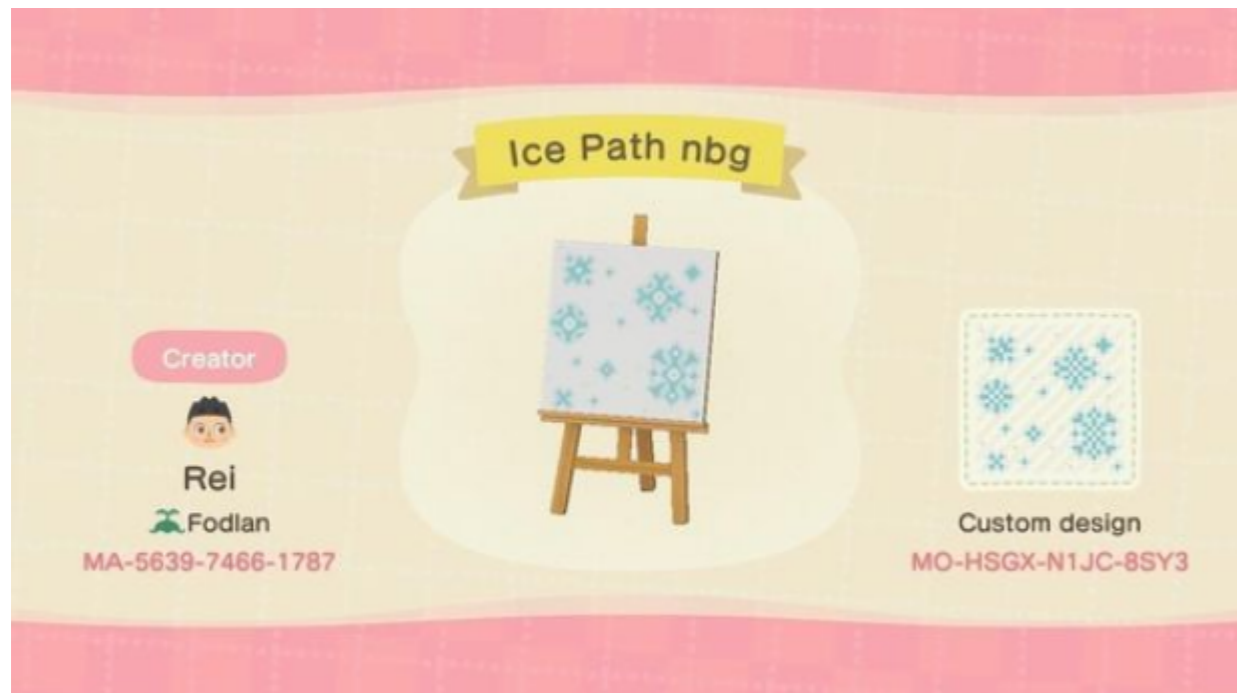 Ice Path nbg
Creator
Rei
Fodlan
MA-5639-7466-1787
Custom design
MO-HSGX-N1JC-8SY3